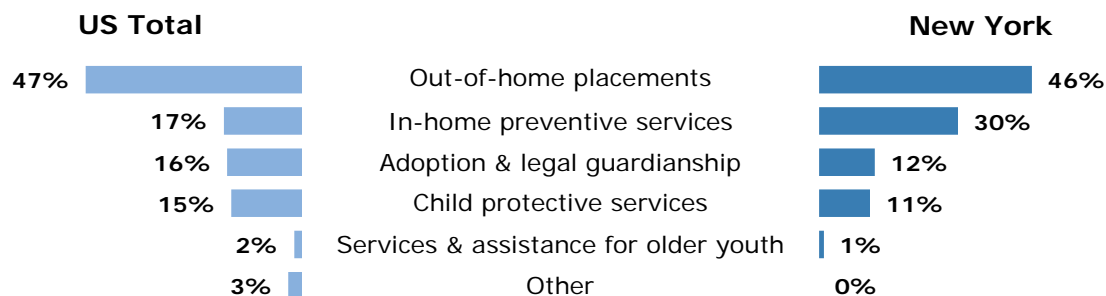 US Total New York
47% Out-of-home placements 46%
17% In-home preventive services 30%
16% Adoption & legal guardianship 12%
15% Child protective services 11%
2% Services & assistance for older youth 1%
3% Other 0%